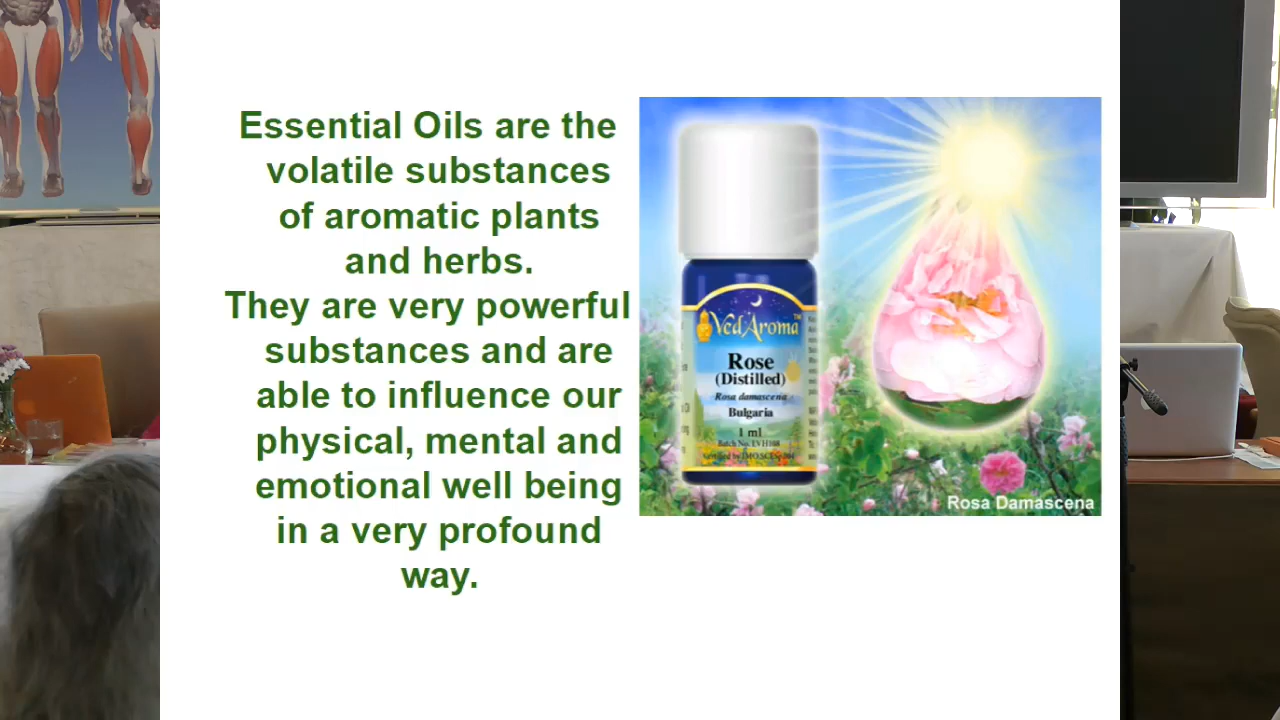 Essential Oils are the
volatile substances
of aromatic plants
and herbs.
They are very powerful
substances and are
able to influence our
physical, mental and
emotional well being
in a very profound
way.
VedAroma™
Rose
(Distilled)
Rosa damascena
Bulgaria
1 ml
Rosa Damascena